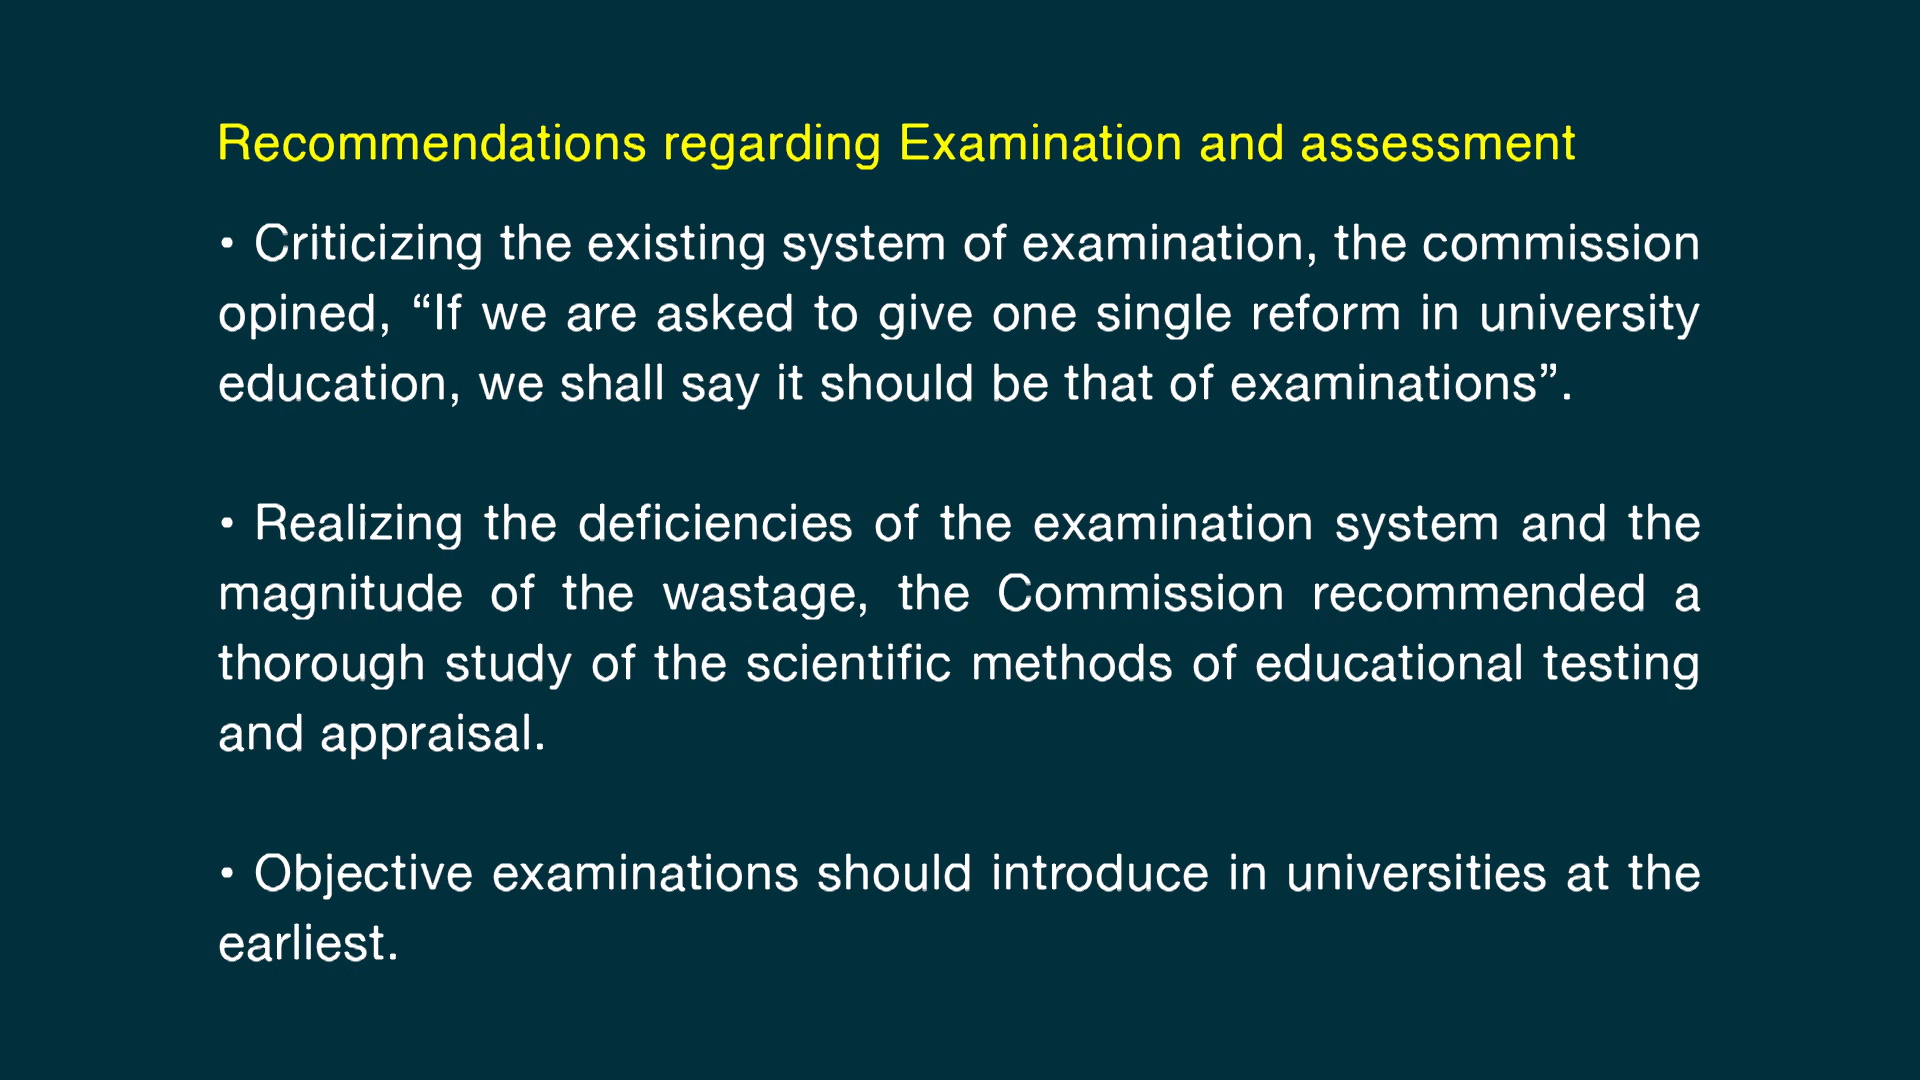 Recommendations regarding Examination and assessment
• Criticizing the existing system of examination, the commission
opined, “If we are asked to give one single reform in university
education, we shall say it should be that of examinations”.
• Realizing the deficiencies of the examination system and the
magnitude of the wastage, the Commission recommended a
thorough study of the scientific methods of educational testing
and appraisal.
• Objective examinations should introduce in universities at the
earliest.